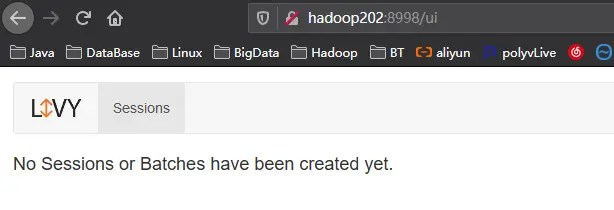 hadoop202:8998/ui
Java DataBase Linux BigData Hadoop BT aliyun polyvLive
LIVY Sessions
No Sessions or Batches have been created yet.